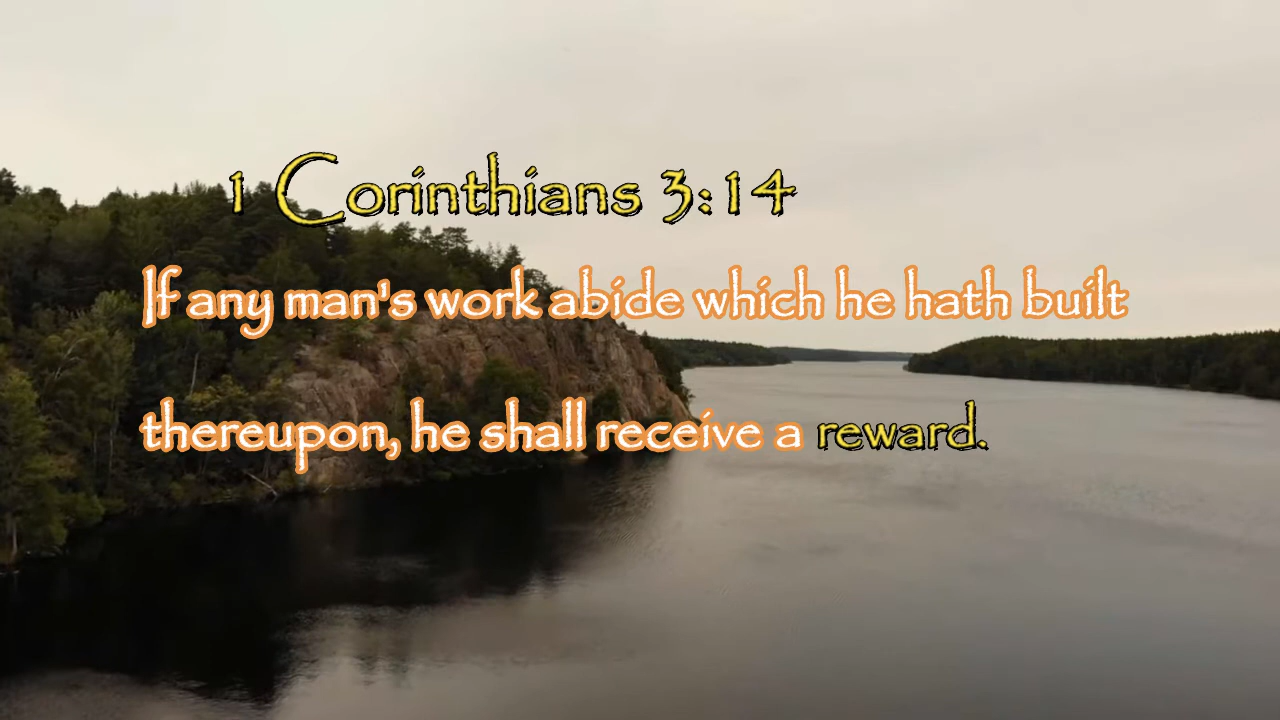 1 Corinthians 3:14
If any man's work abide which he hath built
thereupon, he shall receive a reward.